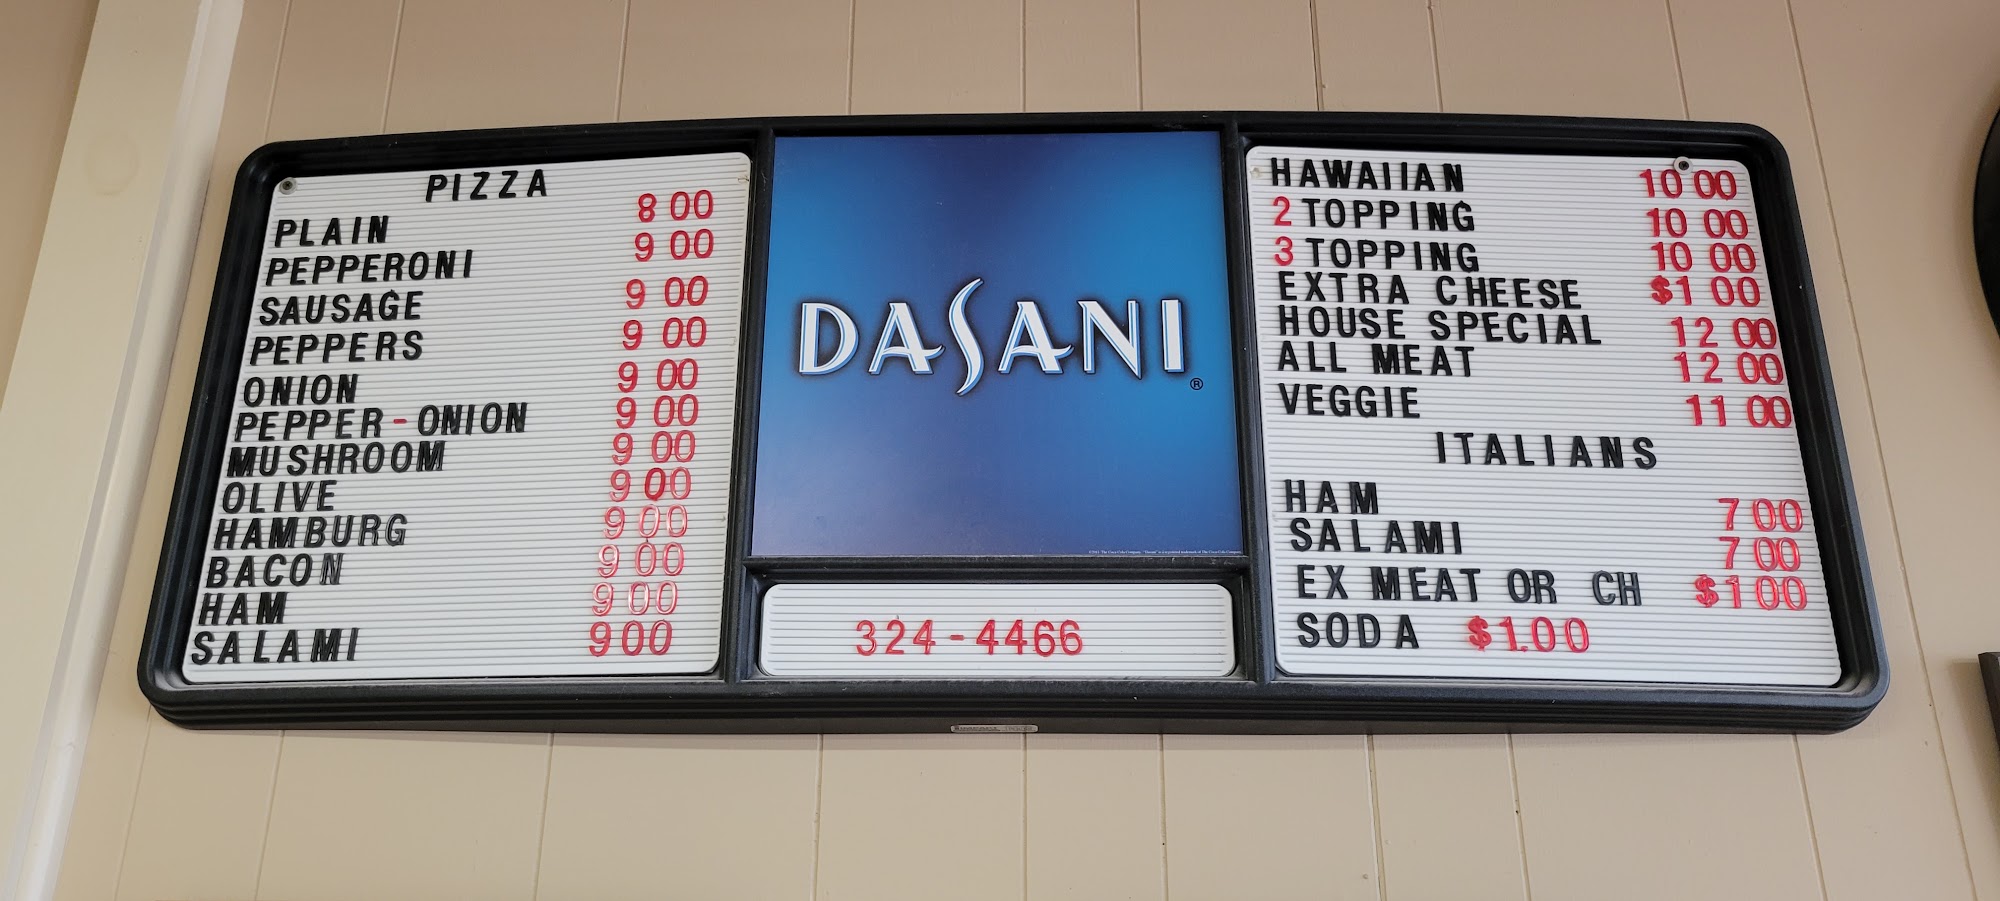 PIZZA
PLAIN 8 00
PEPPERONI 9 00
SAUSAGE 9 00
PEPPERS 9 00
ONION 9 00
PEPPER-ONION 9 00
MUSHROOM 9 00
OLIVE 9 00
HAMBURG 9 00
BACON 9 00
HAM 9 00
SALAMI 9 00
DASANI®
324-4466
HAWAIIAN 10 00
2 TOPPING 10 00
3 TOPPING 10 00
EXTRA CHEESE $1 00
HOUSE SPECIAL 12 00
ALL MEAT 12 00
VEGGIE 11 00
ITALIANS
HAM 7 00
SALAMI 7 00
EX MEAT OR CH $1 00
SODA $1.00